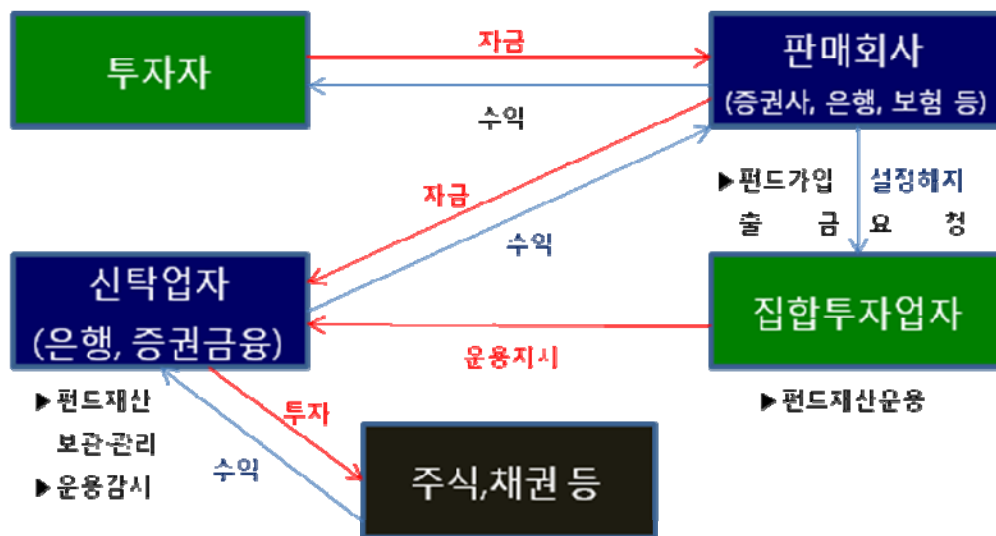 투자자
자금
수익
판매회사
(증권사, 은행, 보험 등)
▶펀드가입 설정해지
출 금 요 청
자금
수익
신탁업자
(은행, 증권금융)
집합투자업자
운용지시
▶펀드재산
보관·관리
▶운용감시
▶펀드재산운용
투자
수익
주식,채권 등